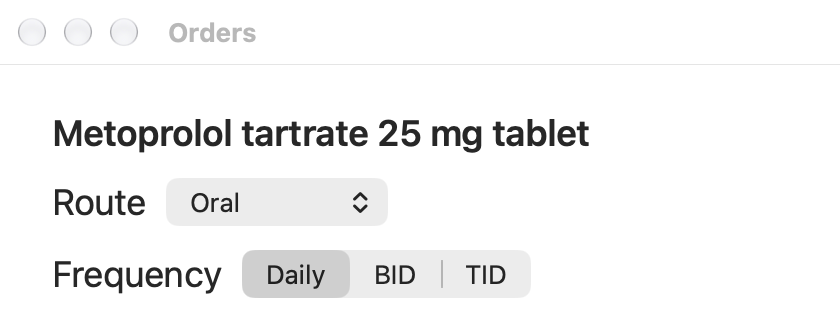 Orders
Metoprolol tartrate 25 mg tablet
Route Oral
Frequency Daily BID TID